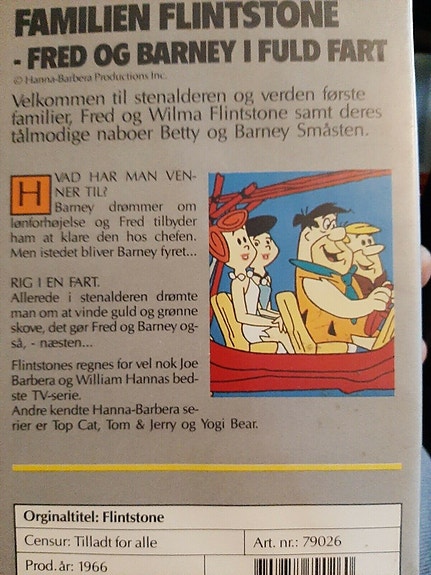 FAMILIEN FLINTSTONE
- FRED OG BARNEY I FULD FART
© Hanna-Barbera Productions Inc.
Velkommen til stenalderen og verden første
familier, Fred og Wilma Flintstone samt deres
tålmodige naboer Betty og Barney Småsten.
HVAD HAR MAN VEN-
NER TIL?
Barney drømmer om
lønforhøjelse og Fred tilbyder
ham at klare den hos chefen.
Men istedet bliver Barney fyret...
RIG I EN FART.
Allerede i stenalderen drømte
man om at vinde guld og grønne
skove, det gør Fred og Barney og-
så, - næsten...
Flintstones regnes for vel nok Joe
Barbera og William Hannas bed-
ste TV-serie.
Andre kendte Hanna-Barbera se-
rier er Top Cat, Tom & Jerry og Yogi Bear.
Orginaltitel: Flintstone
Censur: Tilladt for alle
Art. nr.: 79026
Prod. år: 1966